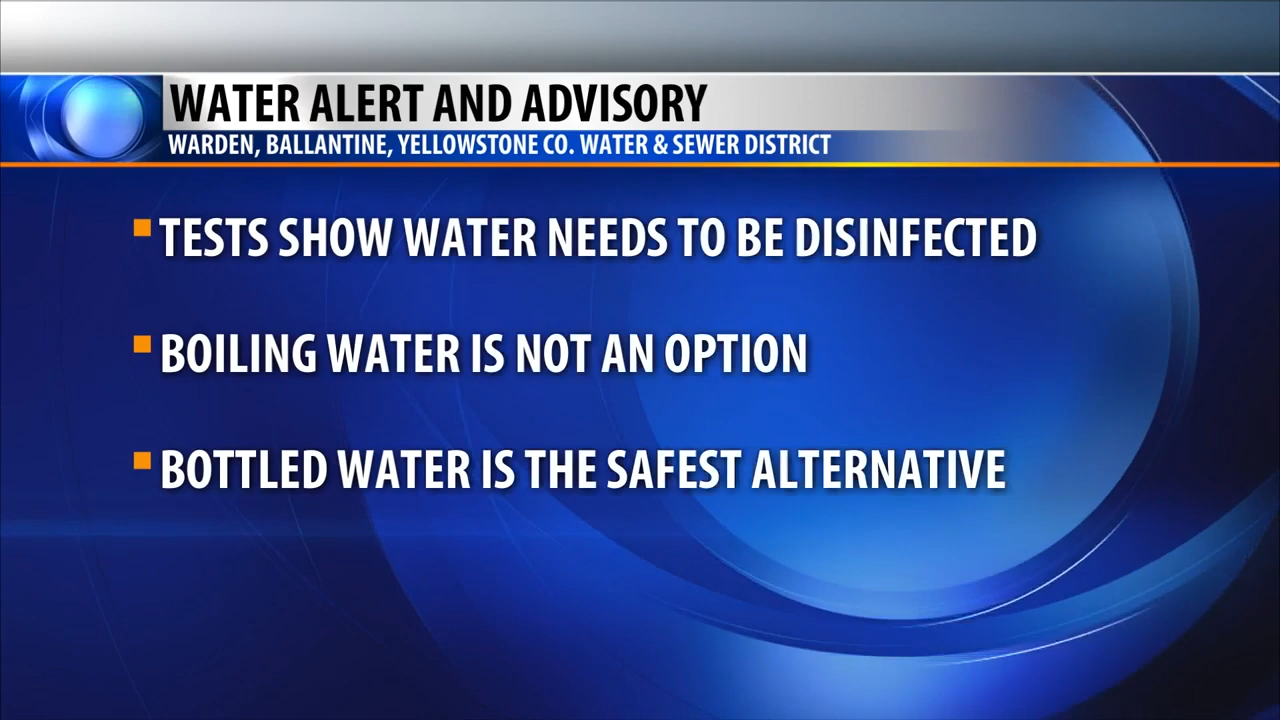 WATER ALERT AND ADVISORY
WARDEN, BALLANTINE, YELLOWSTONE CO. WATER & SEWER DISTRICT
TESTS SHOW WATER NEEDS TO BE DISINFECTED
BOILING WATER IS NOT AN OPTION
BOTTLED WATER IS THE SAFEST ALTERNATIVE